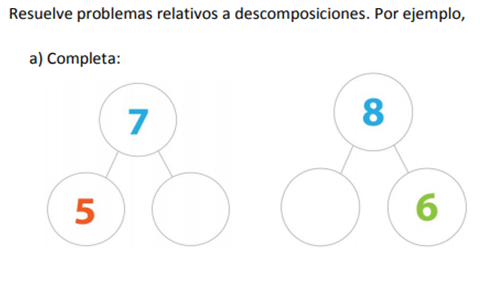 Resuelve problemas relativos a descomposiciones. Por ejemplo,
a) Completa:
7
8
5
6